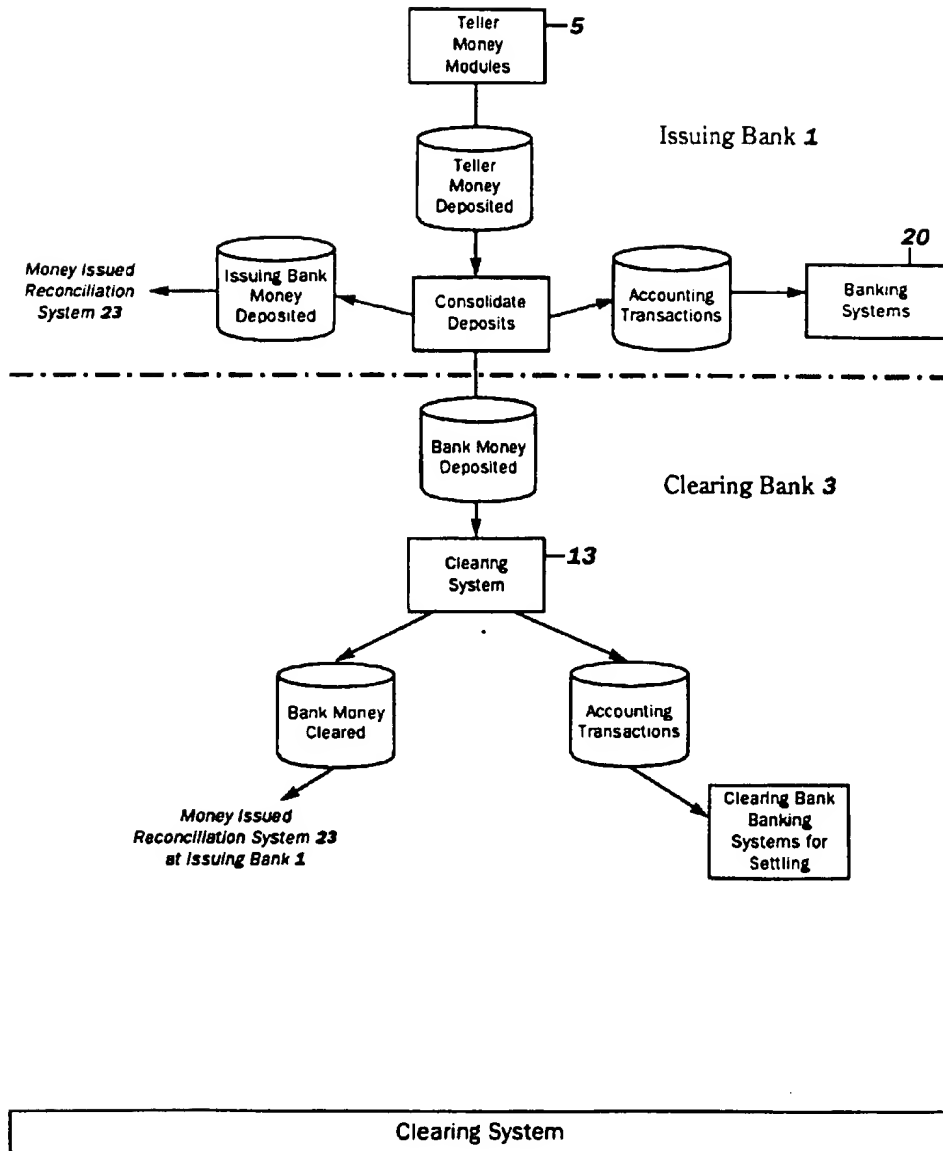 Teller
Money
Modules
5
Issuing Bank 1
Teller
Money
Deposited
20
Money Issued
Reconciliation
System 23
Issuing Bank
Money
Deposited
Consolidate
Deposits
Accounting
Transactions
Banking
Systems
Bank Money
Deposited
Clearing Bank 3
Clearing
System
13
Bank Money
Cleared
Accounting
Transactions
Money Issued
Reconciliation System 23
at Issuing Bank 1
Clearing Bank
Banking
Systems for
Settling
Clearing System